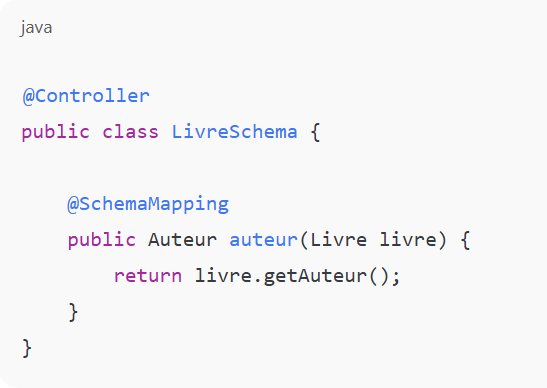 java
@Controller
public class LivreSchema {
@SchemaMapping
public Auteur auteur(Livre livre) {
return livre.getAuteur();
}
}